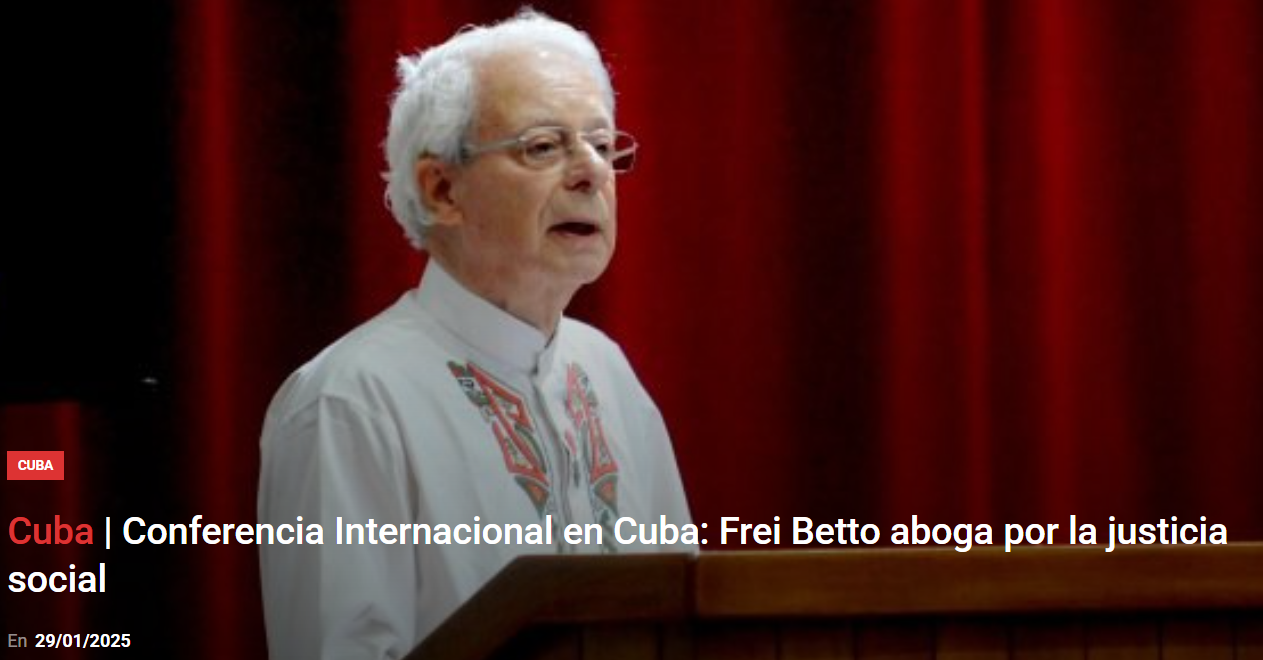 CUBA
Cuba | Conferencia Internacional en Cuba: Frei Betto aboga por la justicia
social
En 29/01/2025